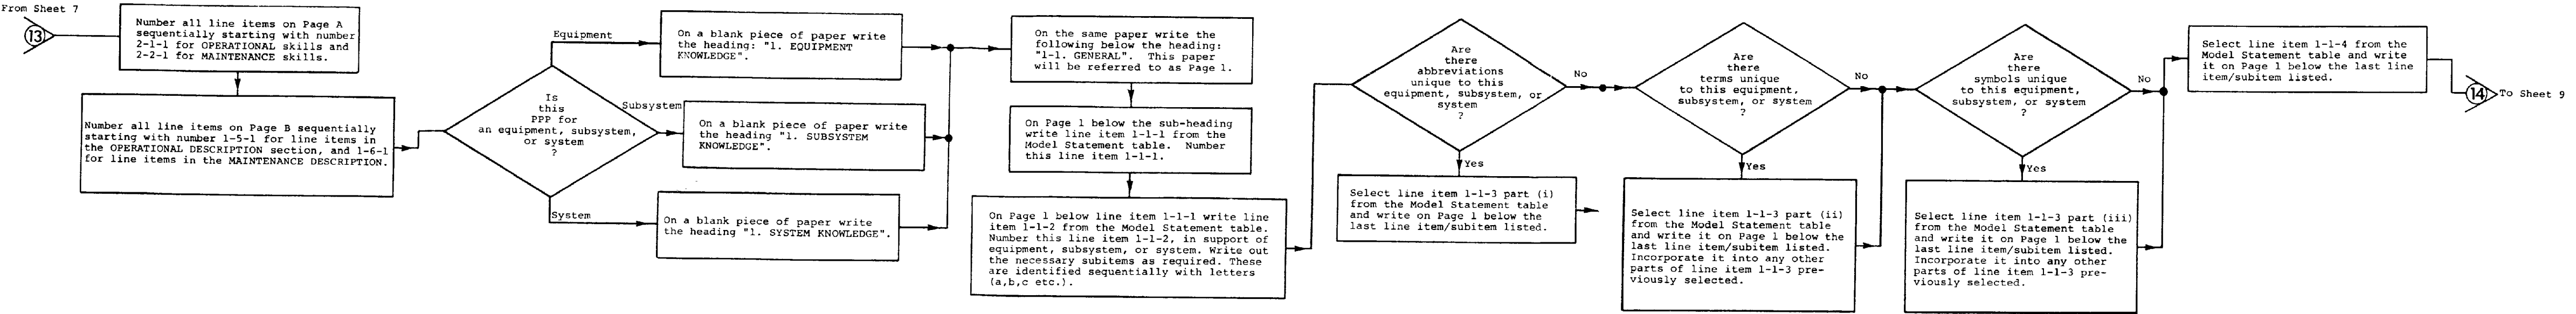 From Sheet 7
13
Number all line items on Page A
sequentially starting with number
2-1-1 for OPERATIONAL skills and
2-2-1 for MAINTENANCE skills.
Number all line items on Page B sequentially
starting with number 1-5-1 for line items in
the OPERATIONAL DESCRIPTION section, and 1-6-1
for line items in the MAINTENANCE DESCRIPTION.
Is
this
PPP for
an equipment, subsystem,
or system
?
Equipment
Subsystem
System
On a blank piece of paper write
the heading: "1. EQUIPMENT
KNOWLEDGE".
On a blank piece of paper write
the heading "1. SUBSYSTEM
KNOWLEDGE".
On a blank piece of paper write
the heading "1. SYSTEM KNOWLEDGE".
On the same paper write the
following below the heading:
"1-1. GENERAL". This paper
will be referred to as Page 1.
On Page 1 below the sub-heading
write line item 1-1-1 from the
Model Statement table. Number
this line item 1-1-1.
On Page 1 below line item 1-1-1 write line
item 1-1-2 from the Model Statement table.
Number this line item 1-1-2, in support of
equipment, subsystem, or system. Write out
the necessary subitems as required. These
are identified sequentially with letters
(a,b,c etc.).
Are
there
abbreviations
unique to this
equipment, subsystem, or
system
?
No
Yes
Select line item 1-1-3 part (i)
from the Model Statement table
and write on Page 1 below the
last line item/subitem listed.
Are
there
terms unique
to this equipment,
subsystem, or system
?
No
Yes
Select line item 1-1-3 part (ii)
from the Model Statement table
and write it on Page 1 below the
last line item/subitem listed.
Incorporate it into any other
parts of line item 1-1-3 pre-
viously selected.
Are
there
symbols unique
to this equipment,
subsystem, or system
?
No
Yes
Select line item 1-1-3 part (iii)
from the Model Statement table
and write it on Page 1 below the
last line item/subitem listed.
Incorporate it into any other
parts of line item 1-1-3 pre-
viously selected.
Select line item 1-1-4 from the
Model Statement table and write
it on Page 1 below the last line
item/subitem listed.
14
To Sheet 9